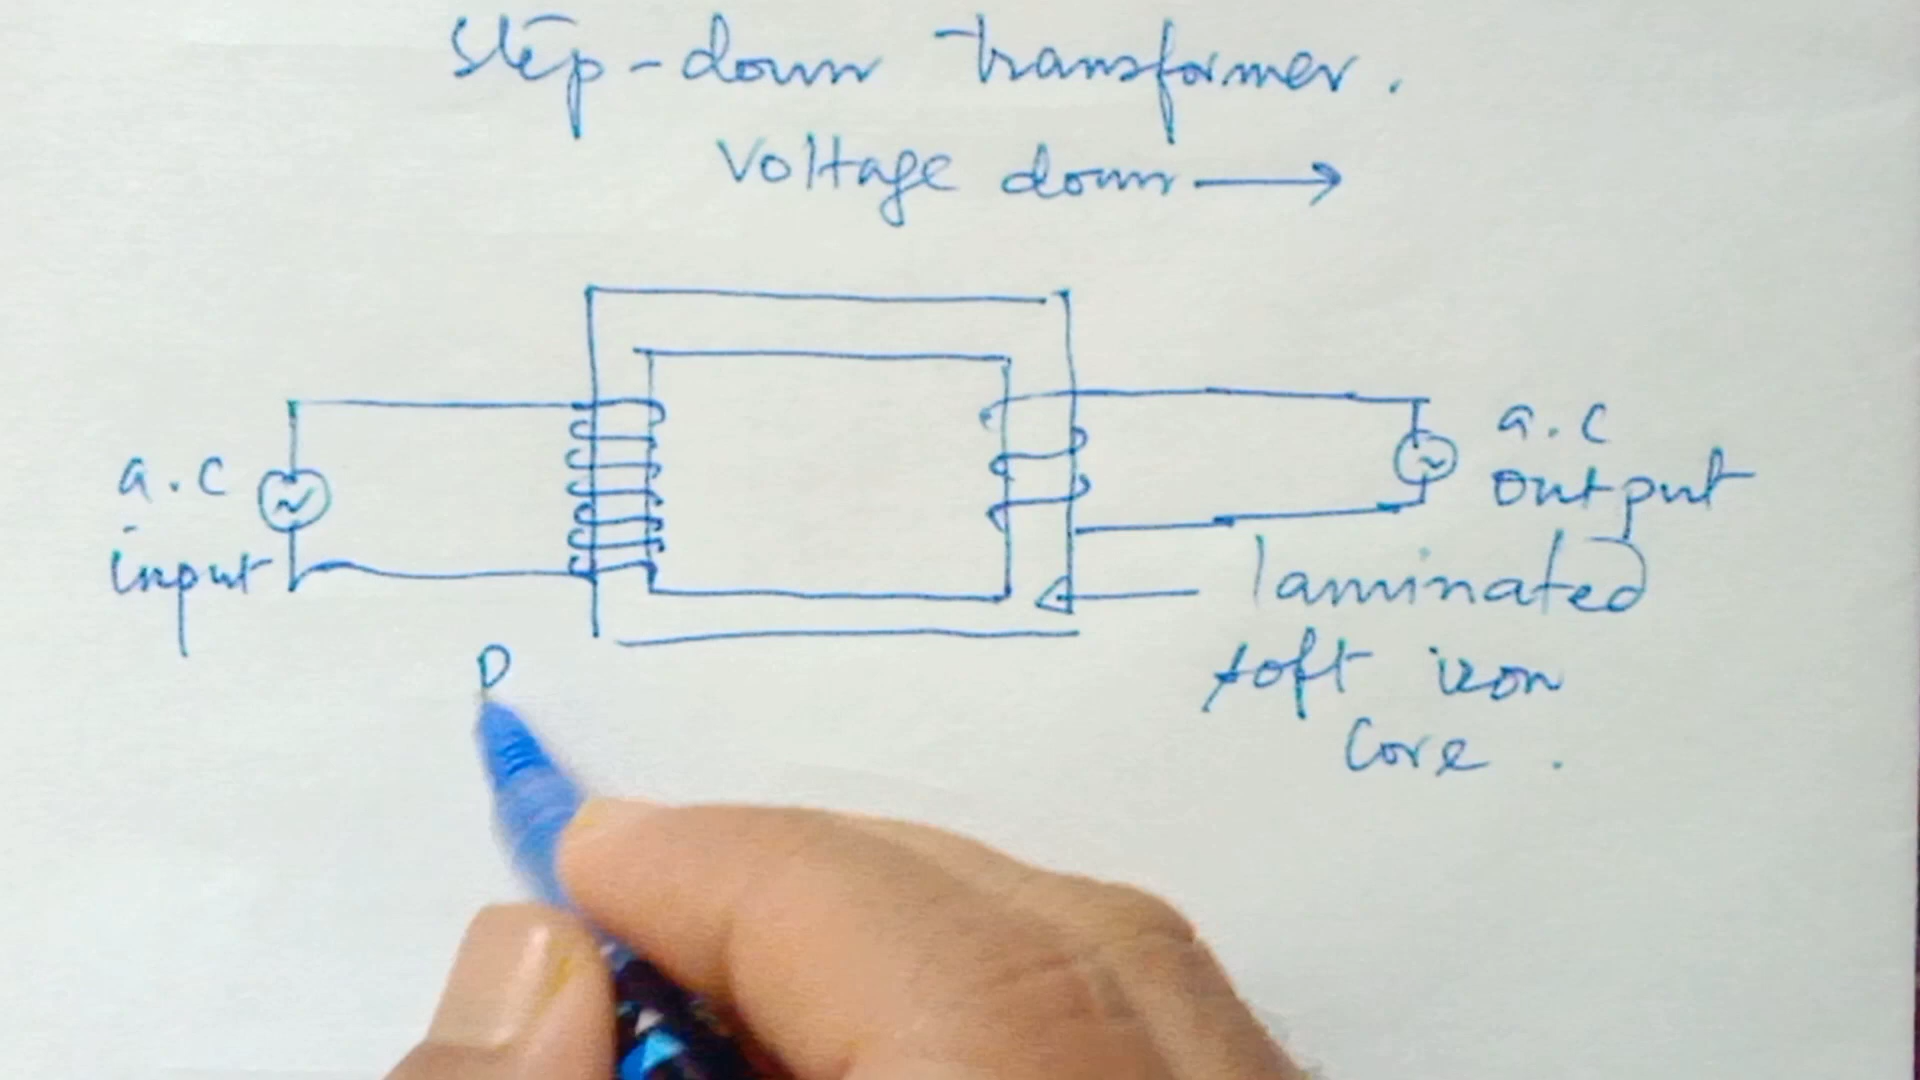 Step-down transformer.
Voltage down
a.c
input
a.c
output
laminated
soft iron
Core.
P